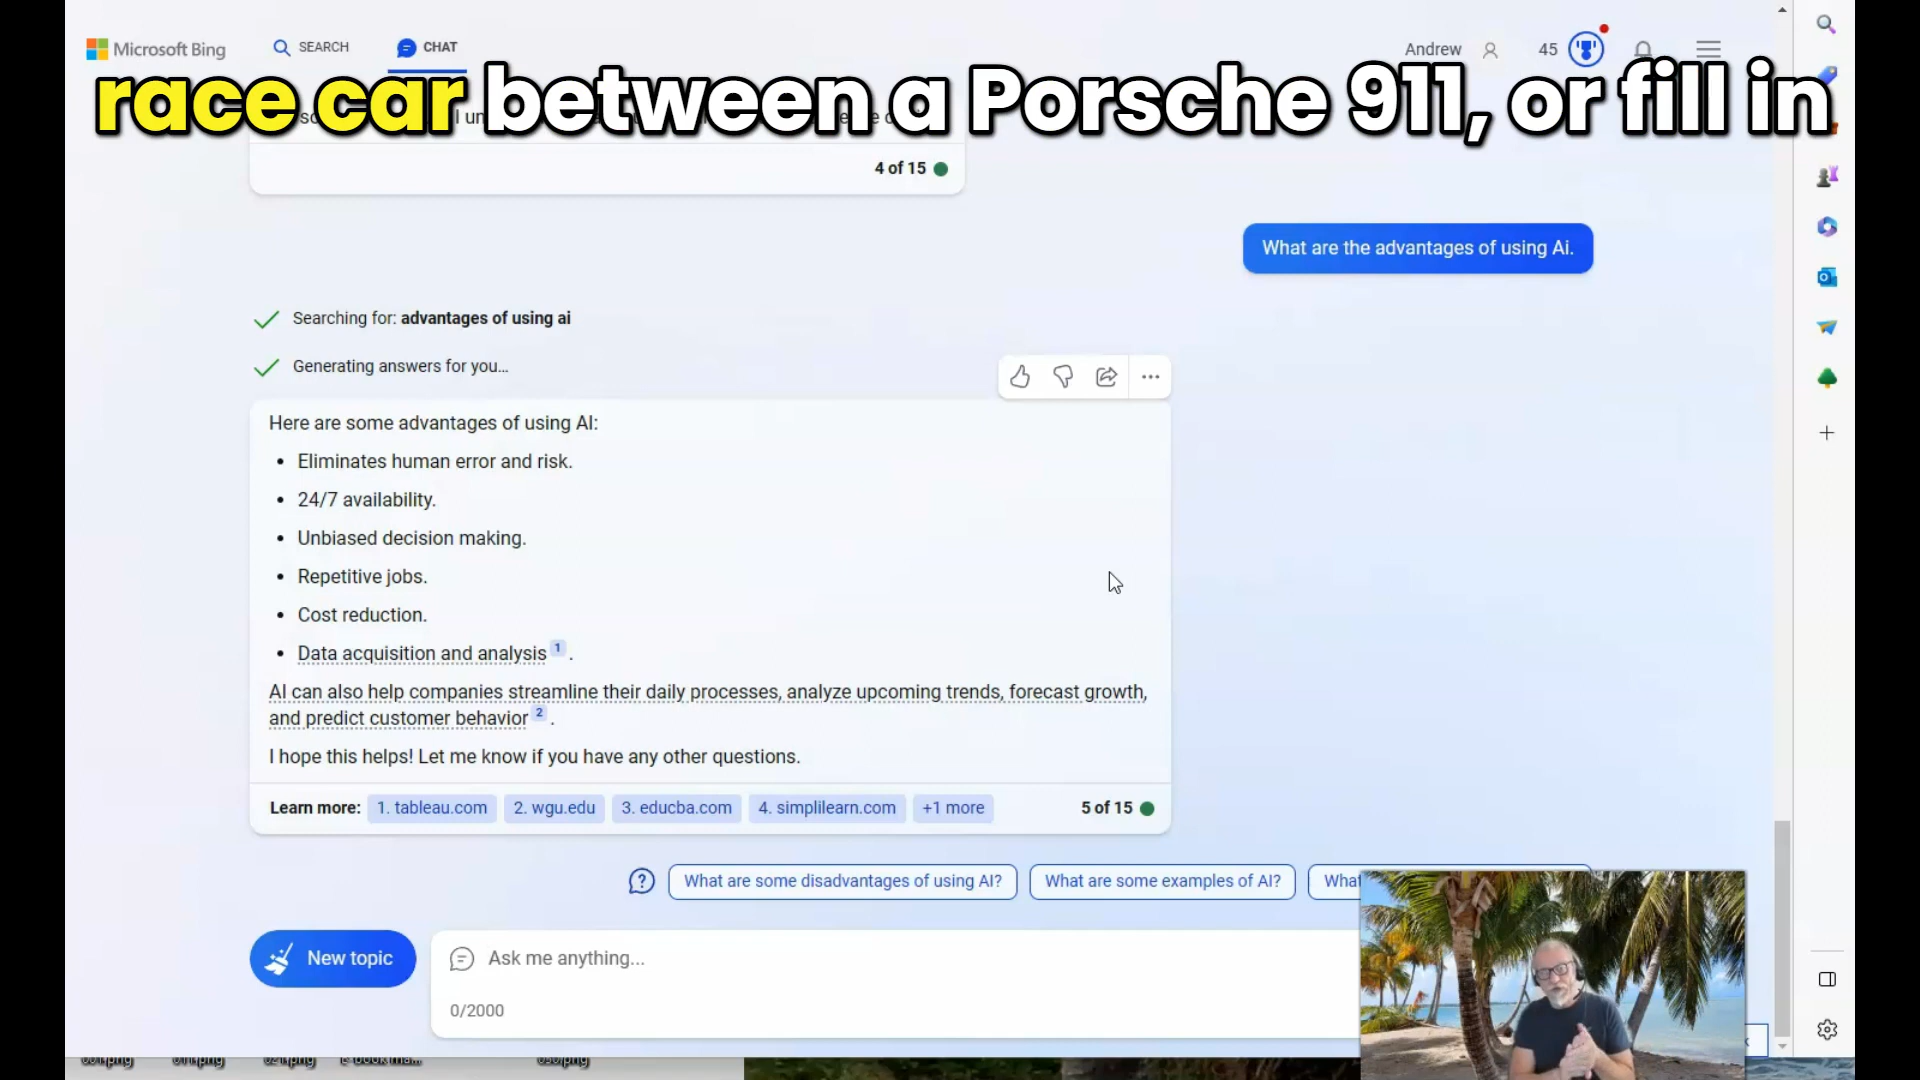 Microsoft Bing
SEARCH
CHAT
Andrew
45
race car between a Porsche 911, or fill in
4 of 15
What are the advantages of using Ai.
Searching for: advantages of using ai
Generating answers for you...
Here are some advantages of using AI:
• Eliminates human error and risk.
• 24/7 availability.
• Unbiased decision making.
• Repetitive jobs.
• Cost reduction.
• Data acquisition and analysis 1 .
AI can also help companies streamline their daily processes, analyze upcoming trends, forecast growth,
and predict customer behavior 2 .
I hope this helps! Let me know if you have any other questions.
Learn more: 1. tableau.com 2. wgu.edu 3. educba.com 4. simplilearn.com +1 more 5 of 15
What are some disadvantages of using AI?
What are some examples of AI?
New topic
Ask me anything...
0/2000